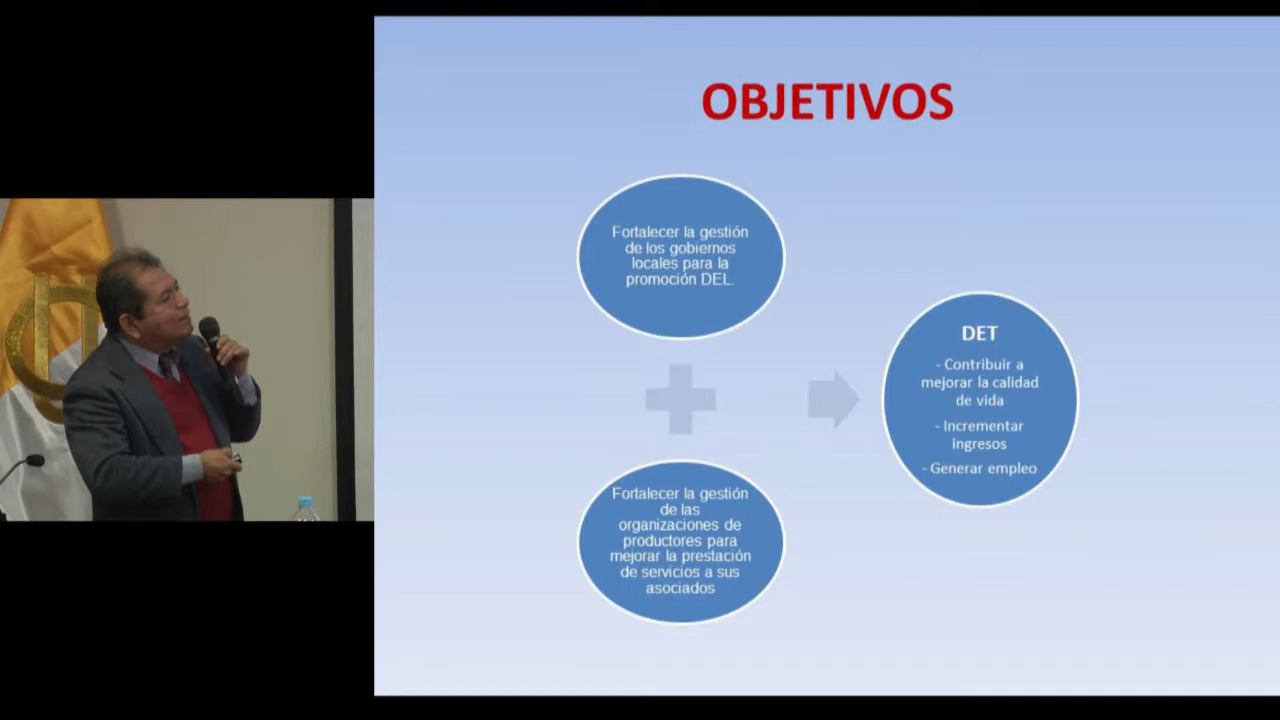 OBJETIVOS
Fortalecer la gestión
de los gobiernos
locales para la
promoción DEL.
Fortalecer la gestión
de las
organizaciones de
productores para
mejorar la prestación
de servicios a sus
asociados
DET
- Contribuir a
mejorar la calidad
de vida
- Incrementar
ingresos
- Generar empleo